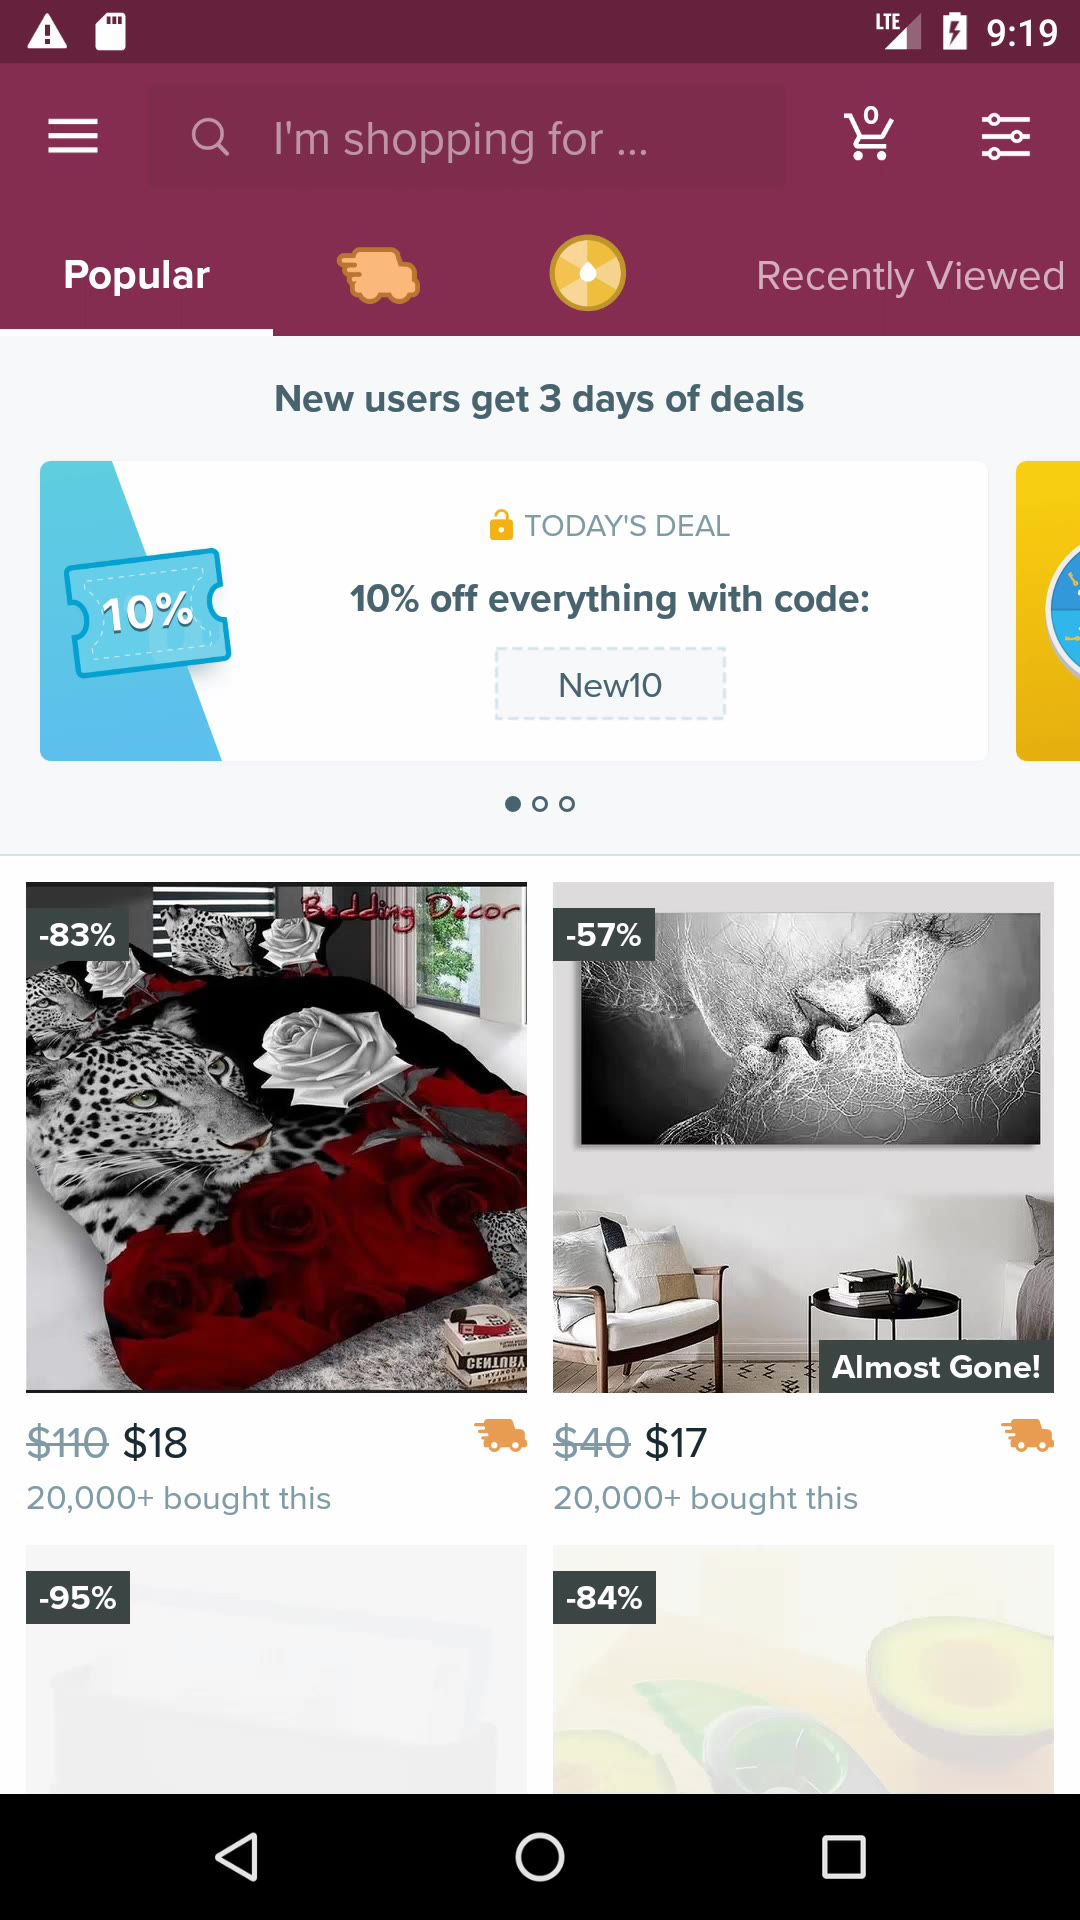 LTE 9:19
I'm shopping for ...
0
Popular
Recently Viewed
New users get 3 days of deals
TODAY'S DEAL
10%
10% off everything with code:
New10
-83%
Bedding Decor
CENTURY
-57%
Almost Gone!
$110 $18
20,000+ bought this
$40 $17
20,000+ bought this
-95%
-84%